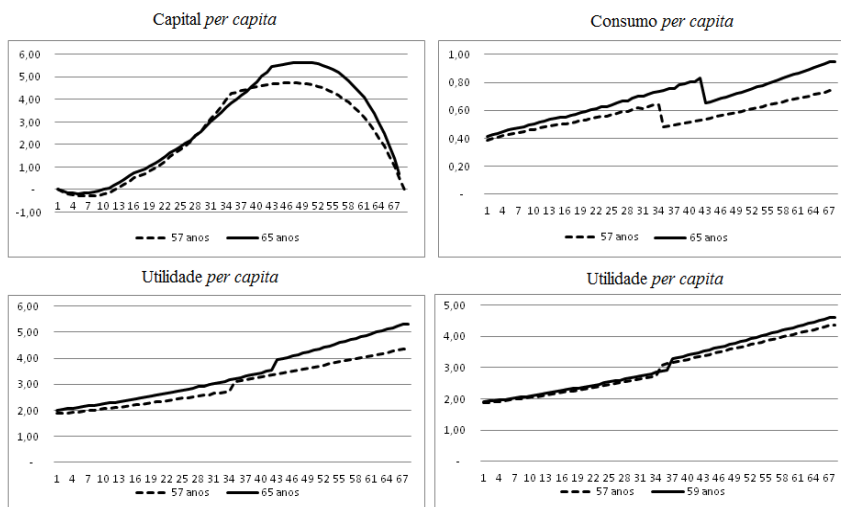 Capital per capita
6,00
5,00
4,00
3,00
2,00
1,00
-
-1,00
1 4 7 10 13 16 19 22 25 28 31 34 37 40 43 46 49 52 55 58 61 64 67
57 anos 65 anos
Consumo per capita
1,00
0,80
0,60
0,40
0,20
-
1 4 7 10 13 16 19 22 25 28 31 34 37 40 43 46 49 52 55 58 61 64 67
57 anos 65 anos
Utilidade per capita
6,00
5,00
4,00
3,00
2,00
1,00
-
1 4 7 10 13 16 19 22 25 28 31 34 37 40 43 46 49 52 55 58 61 64 67
57 anos 65 anos
Utilidade per capita
5,00
4,00
3,00
2,00
1,00
-
1 4 7 10 13 16 19 22 25 28 31 34 37 40 43 46 49 52 55 58 61 64 67
57 anos 59 anos